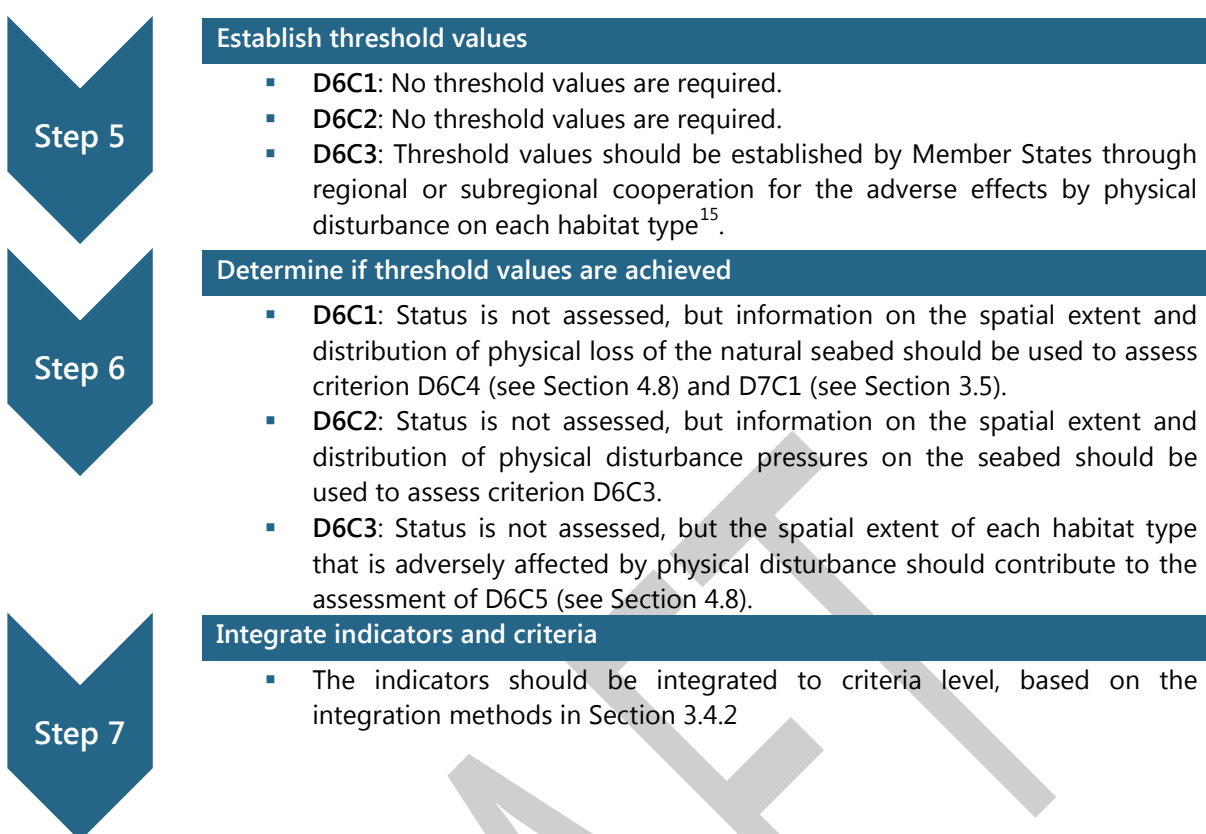 Step 5
Establish threshold values
▪ D6C1: No threshold values are required.
▪ D6C2: No threshold values are required.
▪ D6C3: Threshold values should be established by Member States through
regional or subregional cooperation for the adverse effects by physical
disturbance on each habitat type15.
Step 6
Determine if threshold values are achieved
▪ D6C1: Status is not assessed, but information on the spatial extent and
distribution of physical loss of the natural seabed should be used to assess
criterion D6C4 (see Section 4.8) and D7C1 (see Section 3.5).
▪ D6C2: Status is not assessed, but information on the spatial extent and
distribution of physical disturbance pressures on the seabed should be
used to assess criterion D6C3.
▪ D6C3: Status is not assessed, but the spatial extent of each habitat type
that is adversely affected by physical disturbance should contribute to the
assessment of D6C5 (see Section 4.8).
Step 7
Integrate indicators and criteria
▪ The indicators should be integrated to criteria level, based on the
integration methods in Section 3.4.2